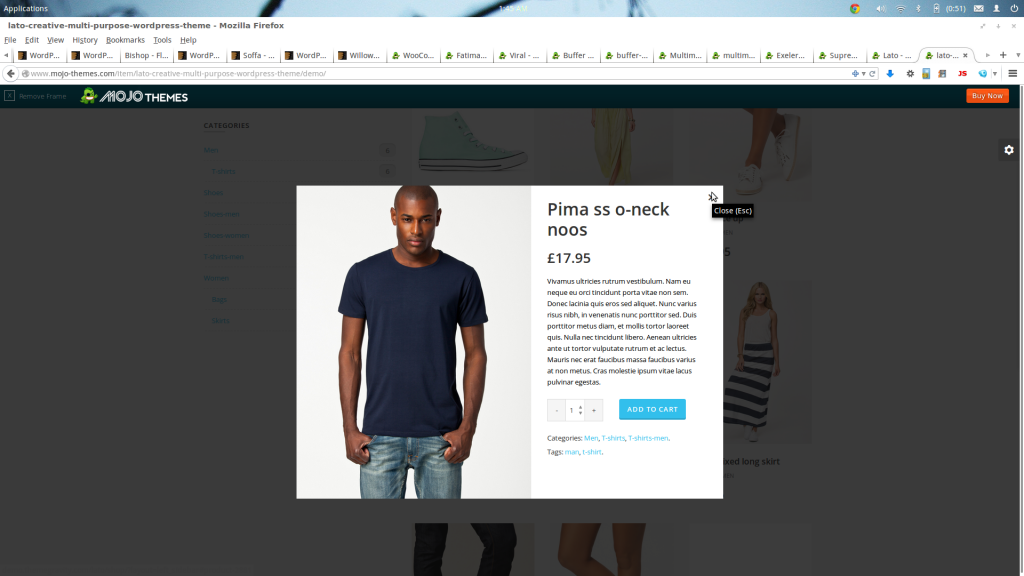 Applications
(0:51)
lato-creative-multi-purpose-wordpress-theme - Mozilla Firefox
File Edit View History Bookmarks Tools Help
WordP... WordP... Bishop - Fl... WordP... Soffa - ... WordP... Willow... WooCo... Fatima... Viral - ... Buffer ... buffer-... Multim... multim... Exeler... Supre... Lato - ... lato-...
www.mojo-themes.com/item/lato-creative-multi-purpose-wordpress-theme/demo/
JS
X Remove Frame MOJO THEMES Buy Now
CATEGORIES
Men
T-shirts
Shoes
Shoes-men
Shoes-women
T-shirts-men
Women
Bags
Skirts
Pima ss o-neck
noos
Close (Esc)
£17.95
Vivamus ultricies rutrum vestibulum. Nam eu
neque eu orci tincidunt porta vitae non sem.
Donec lacinia quis eros sed aliquet. Nunc varius
risus nibh, in venenatis nunc porttitor sed. Duis
porttitor metus diam, et mollis tortor laoreet
quis. Nulla nec tincidunt libero. Aenean ultricies
ante ut tortor vulputate rutrum et ac lectus.
Mauris nec erat faucibus massa faucibus varius
at non metus. Cras molestie ipsum vitae lacus
pulvinar egestas.
- 1 + ADD TO CART
Categories: Men, T-shirts, T-shirts-men.
Tags: man, t-shirt.
long skirt